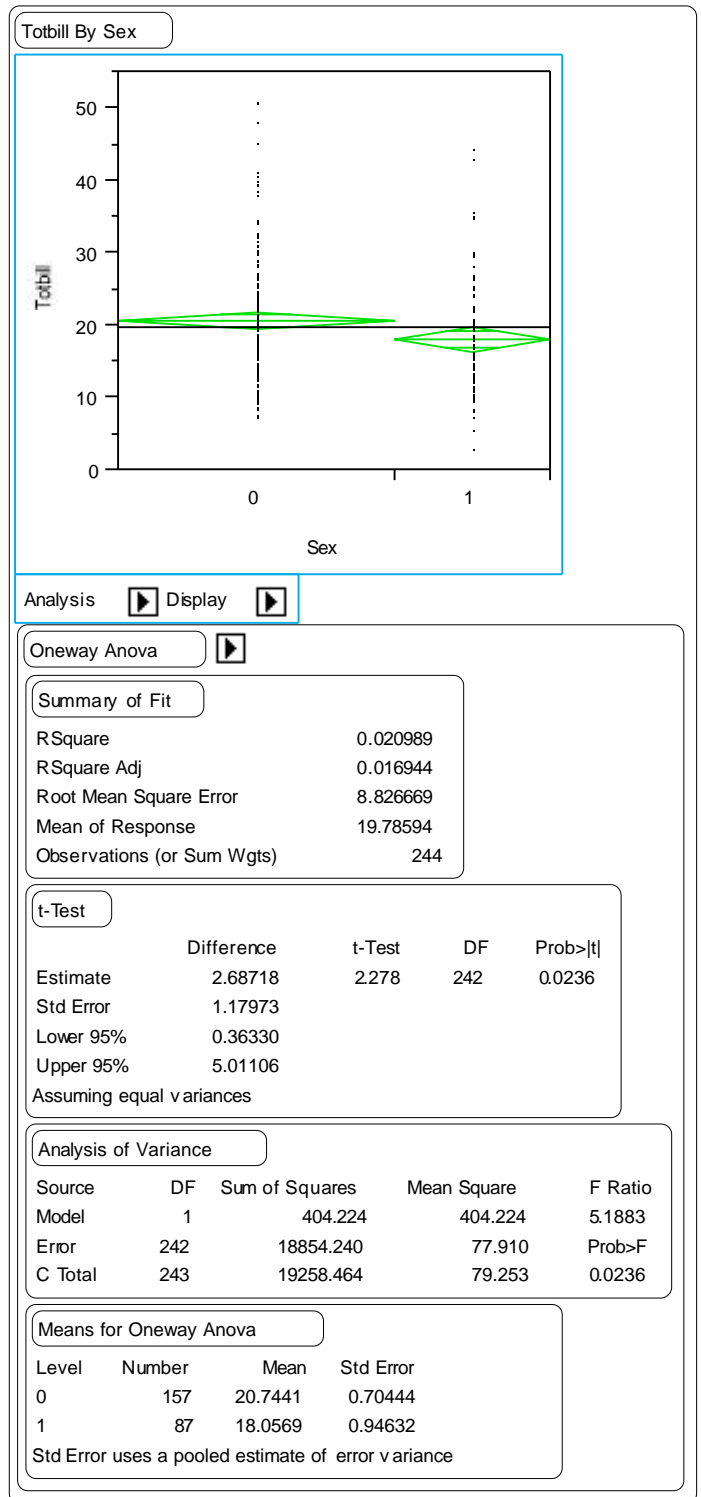 Totbill By Sex
50
40
30
20
10
0
Totbill
0 1
Sex
Analysis Display
Oneway Anova
Summary of Fit
RSquare 0.020989
RSquare Adj 0.016944
Root Mean Square Error 8.826669
Mean of Response 19.78594
Observations (or Sum Wgts) 244
t-Test
Difference t-Test DF Prob>|t|
Estimate 2.68718 2.278 242 0.0236
Std Error 1.17973
Lower 95% 0.36330
Upper 95% 5.01106
Assuming equal variances
Analysis of Variance
Source DF Sum of Squares Mean Square F Ratio
Model 1 404.224 404.224 5.1883
Error 242 18854.240 77.910 Prob>F
C Total 243 19258.464 79.253 0.0236
Means for Oneway Anova
Level Number Mean Std Error
0 157 20.7441 0.70444
1 87 18.0569 0.94632
Std Error uses a pooled estimate of error variance